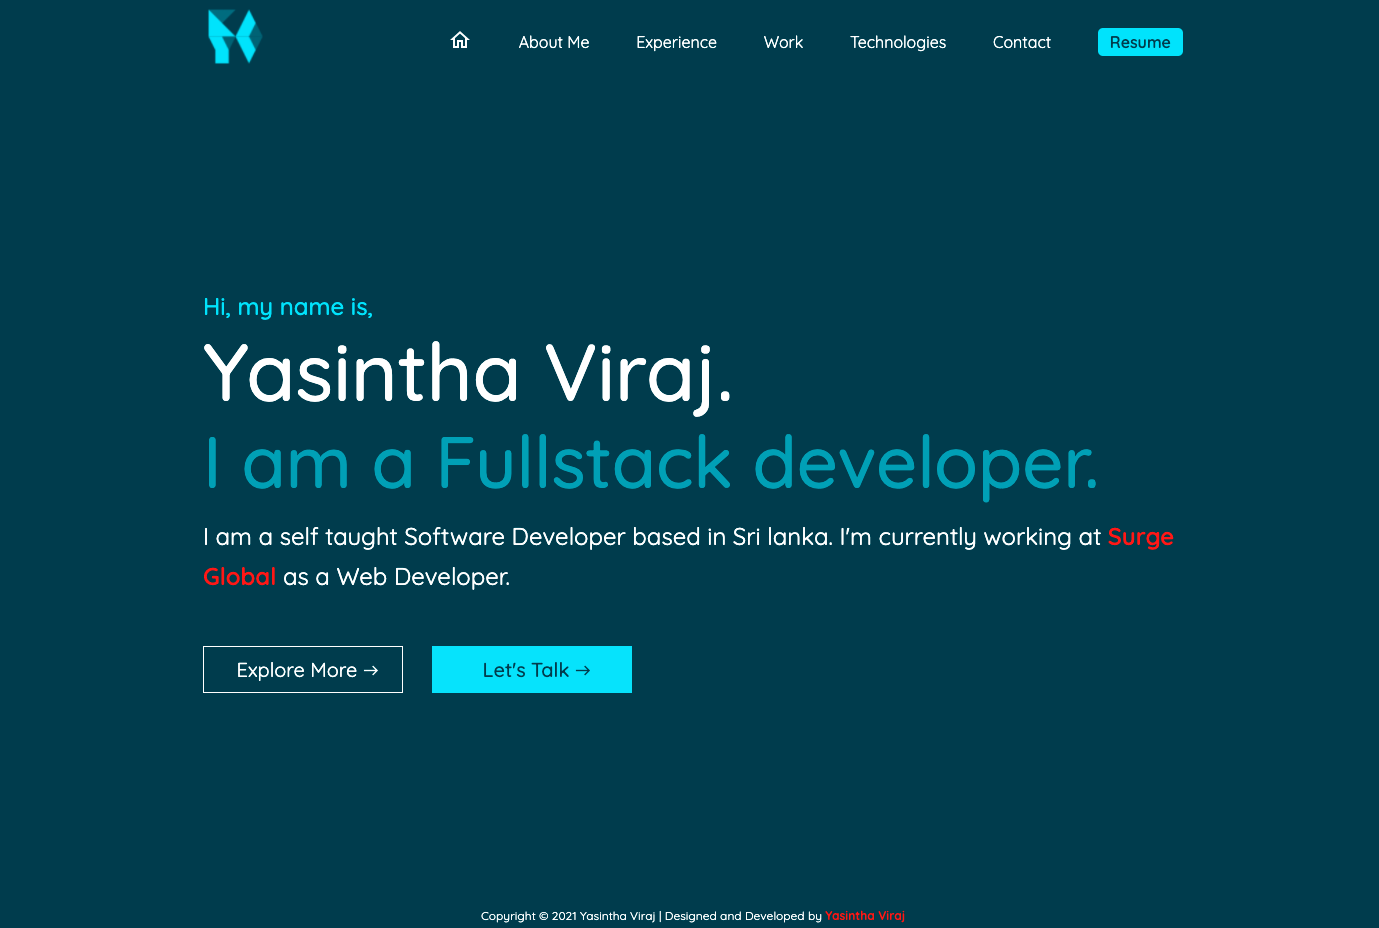 About Me Experience Work Technologies Contact Resume
Hi, my name is,
Yasintha Viraj.
I am a Fullstack developer.
I am a self taught Software Developer based in Sri lanka. I'm currently working at Surge
Global as a Web Developer.
Explore More → Let's Talk →
Copyright © 2021 Yasintha Viraj | Designed and Developed by Yasintha Viraj